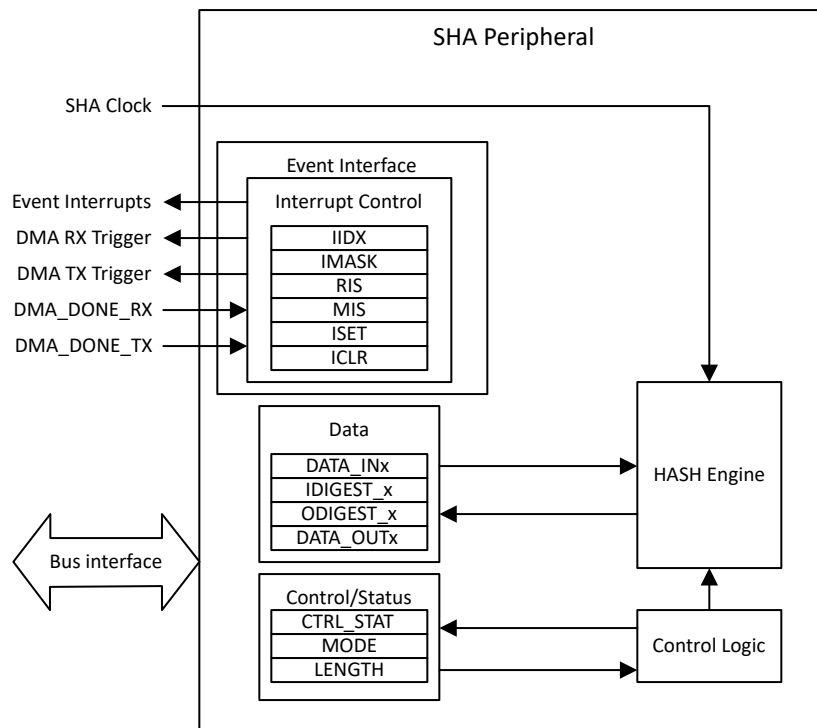 SHA Peripheral
SHA Clock
Event Interface
Event Interrupts
Interrupt Control
DMA RX Trigger
IIDX
IMASK
DMA TX Trigger
RIS
DMA_DONE_RX
MIS
ISET
DMA_DONE_TX
ICLR
Data
DATA_INx
HASH Engine
IDIGEST_x
ODIGEST_x
DATA_OUTx
Bus interface
Control/Status
CTRL_STAT
MODE
Control Logic
LENGTH